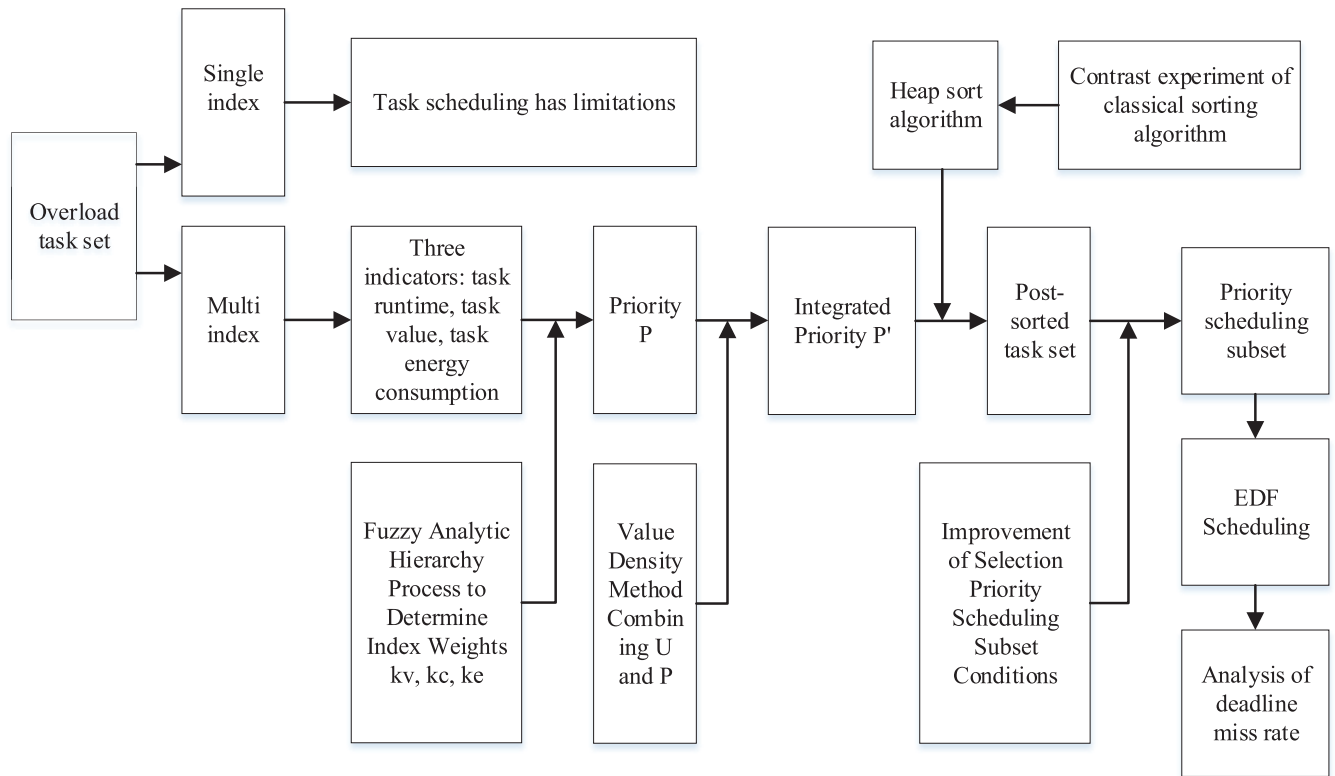 Overload
task set
Single
index
Task scheduling has limitations
Heap sort
algorithm
Contrast experiment of
classical sorting
algorithm
Multi
index
Three
indicators: task
runtime, task
value, task
energy
consumption
Priority
P
Integrated
Priority P'
Post-
sorted
task set
Priority
scheduling
subset
Fuzzy Analytic
Hierarchy
Process to
Determine
Index Weights
kv, kc, ke
Value
Density
Method
Combin
ing U
and P
Improvement
of Selection
Priority
Scheduling
Subset
Conditions
EDF
Scheduling
Analysis of
deadline
miss rate